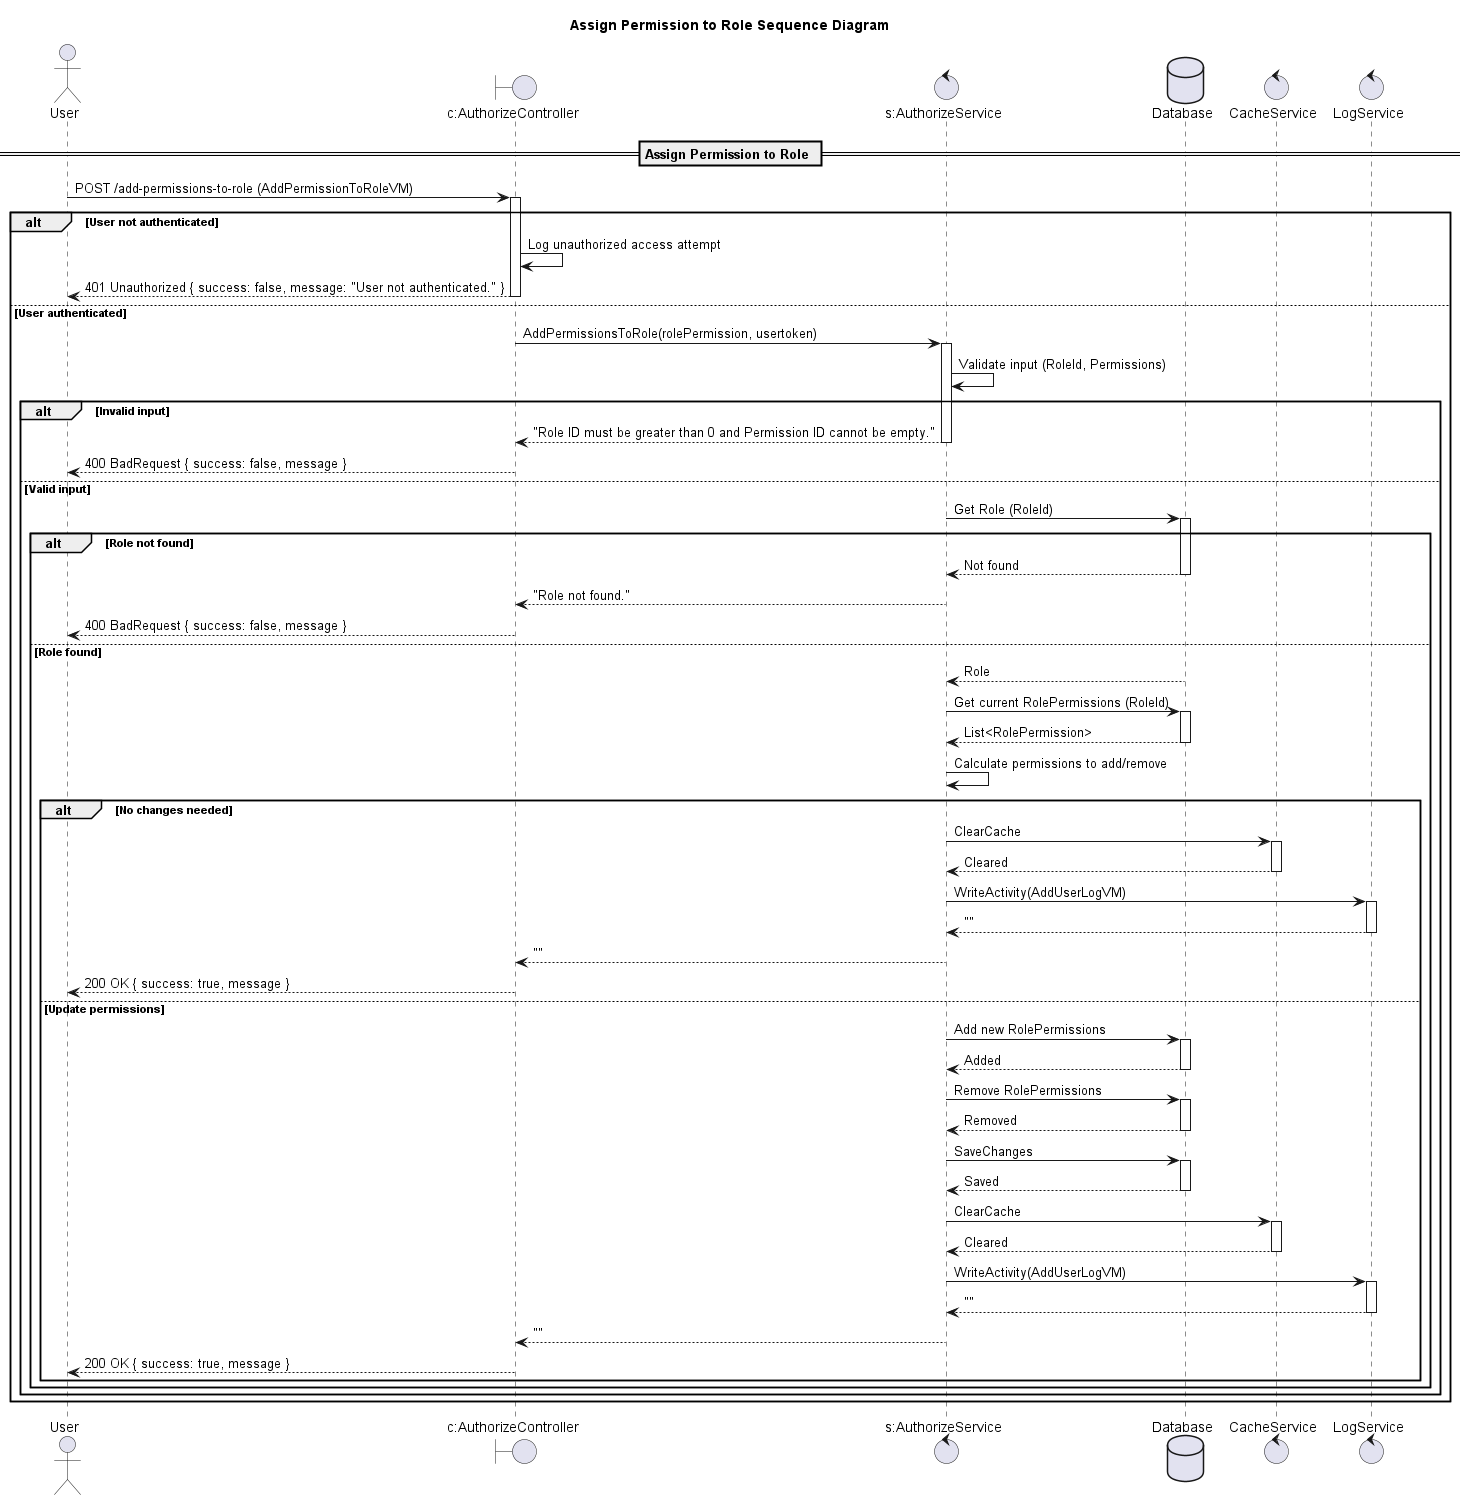 Assign Permission to Role Sequence Diagram
User
c:AuthorizeController
s:AuthorizeService
Database
CacheService
LogService
Assign Permission to Role
POST /add-permissions-to-role (AddPermissionToRoleVM)
alt
[User not authenticated]
Log unauthorized access attempt
401 Unauthorized { success: false, message: "User not authenticated." }
[User authenticated]
AddPermissionsToRole(rolePermission, usertoken)
Validate input (RoleId, Permissions)
alt
[Invalid input]
"Role ID must be greater than 0 and Permission ID cannot be empty."
400 BadRequest { success: false, message }
[Valid input]
Get Role (RoleId)
alt
[Role not found]
Not found
"Role not found."
400 BadRequest { success: false, message }
[Role found]
Role
Get current RolePermissions (RoleId)
List<RolePermission>
Calculate permissions to add/remove
alt
[No changes needed]
ClearCache
Cleared
WriteActivity(AddUserLogVM)
""
""
200 OK { success: true, message }
[Update permissions]
Add new RolePermissions
Added
Remove RolePermissions
Removed
SaveChanges
Saved
ClearCache
Cleared
WriteActivity(AddUserLogVM)
""
""
200 OK { success: true, message }
User
c:AuthorizeController
s:AuthorizeService
Database
CacheService
LogService